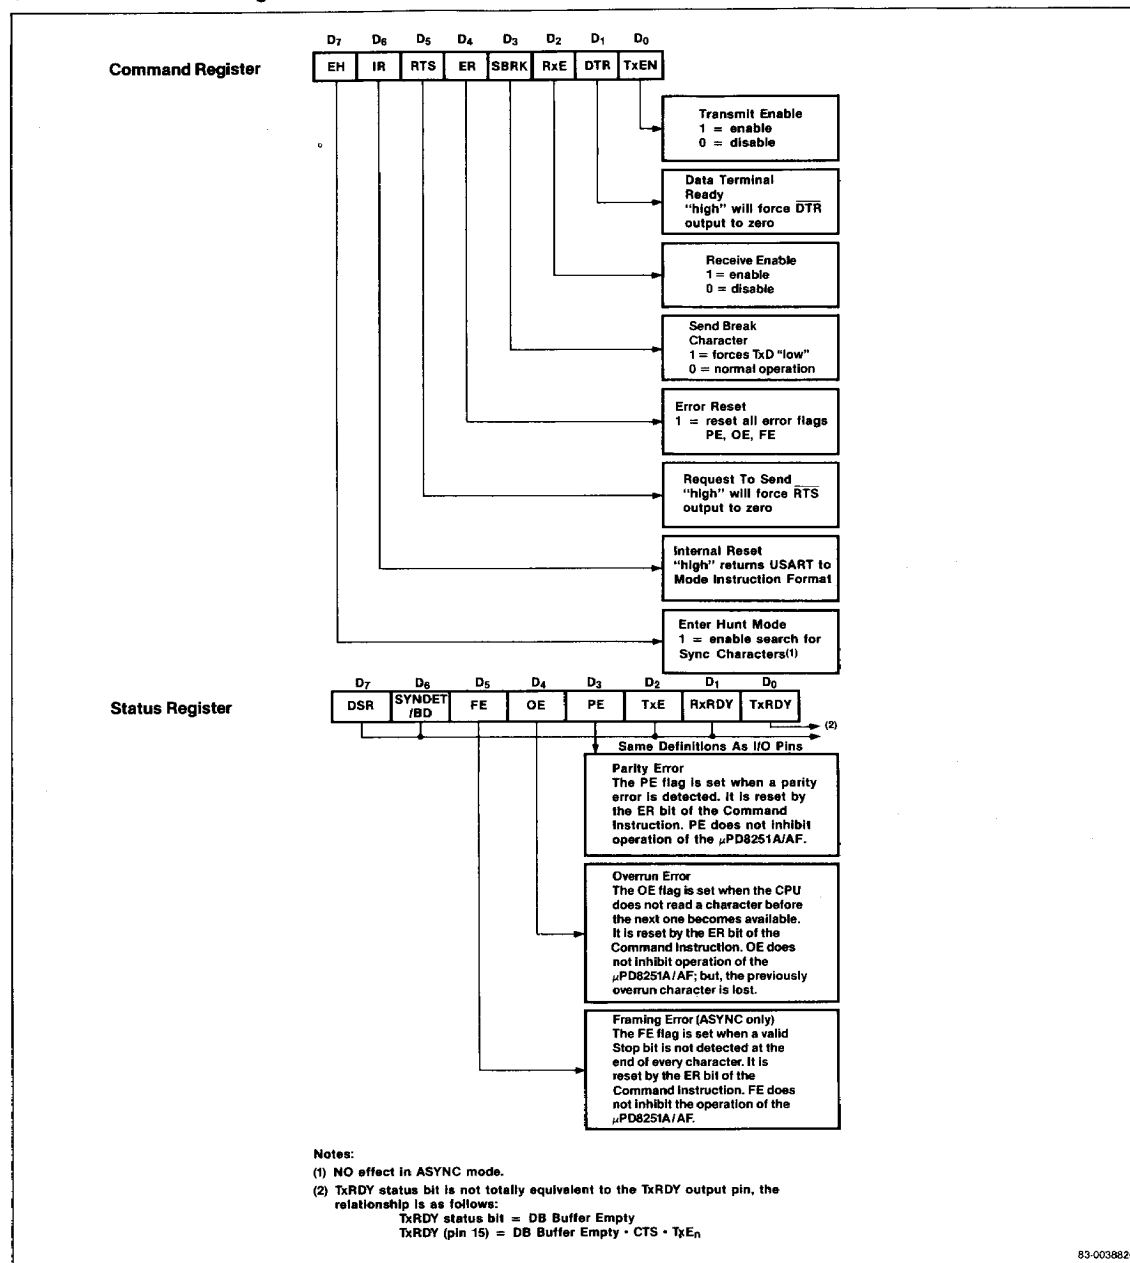 D7 D6 D5 D4 D3 D2 D1 D0
Command Register
EH IR RTS ER SBRK RxE DTR TxEN
Transmit Enable
1 = enable
0 = disable
Data Terminal
Ready
"high" will force DTR
output to zero
Receive Enable
1 = enable
0 = disable
Send Break
Character
1 = forces TxD "low"
0 = normal operation
Error Reset
1 = reset all error flags
PE, OE, FE
Request To Send
"high" will force RTS
output to zero
Internal Reset
"high" returns USART to
Mode Instruction Format
Enter Hunt Mode
1 = enable search for
Sync Characters(1)
D7 D6 D5 D4 D3 D2 D1 D0
Status Register
DSR SYNDET/BD FE OE PE TxE RxRDY TxRDY
(2)
Same Definitions As I/O Pins
Parity Error
The PE flag is set when a parity
error is detected. It is reset by
the ER bit of the Command
Instruction. PE does not inhibit
operation of the μPD8251A/AF.
Overrun Error
The OE flag is set when the CPU
does not read a character before
the next one becomes available.
It is reset by the ER bit of the
Command Instruction. OE does
not inhibit operation of the
μPD8251A/AF; but, the previously
overrun character is lost.
Framing Error (ASYNC only)
The FE flag is set when a valid
Stop bit is not detected at the
end of every character. It is
reset by the ER bit of the
Command Instruction. FE does
not inhibit the operation of the
μPD8251A/AF.
Notes:
(1) NO effect in ASYNC mode.
(2) TxRDY status bit is not totally equivalent to the TxRDY output pin, the
relationship is as follows:
TxRDY status bit = DB Buffer Empty
TxRDY (pin 15) = DB Buffer Empty · CTS · TxEn